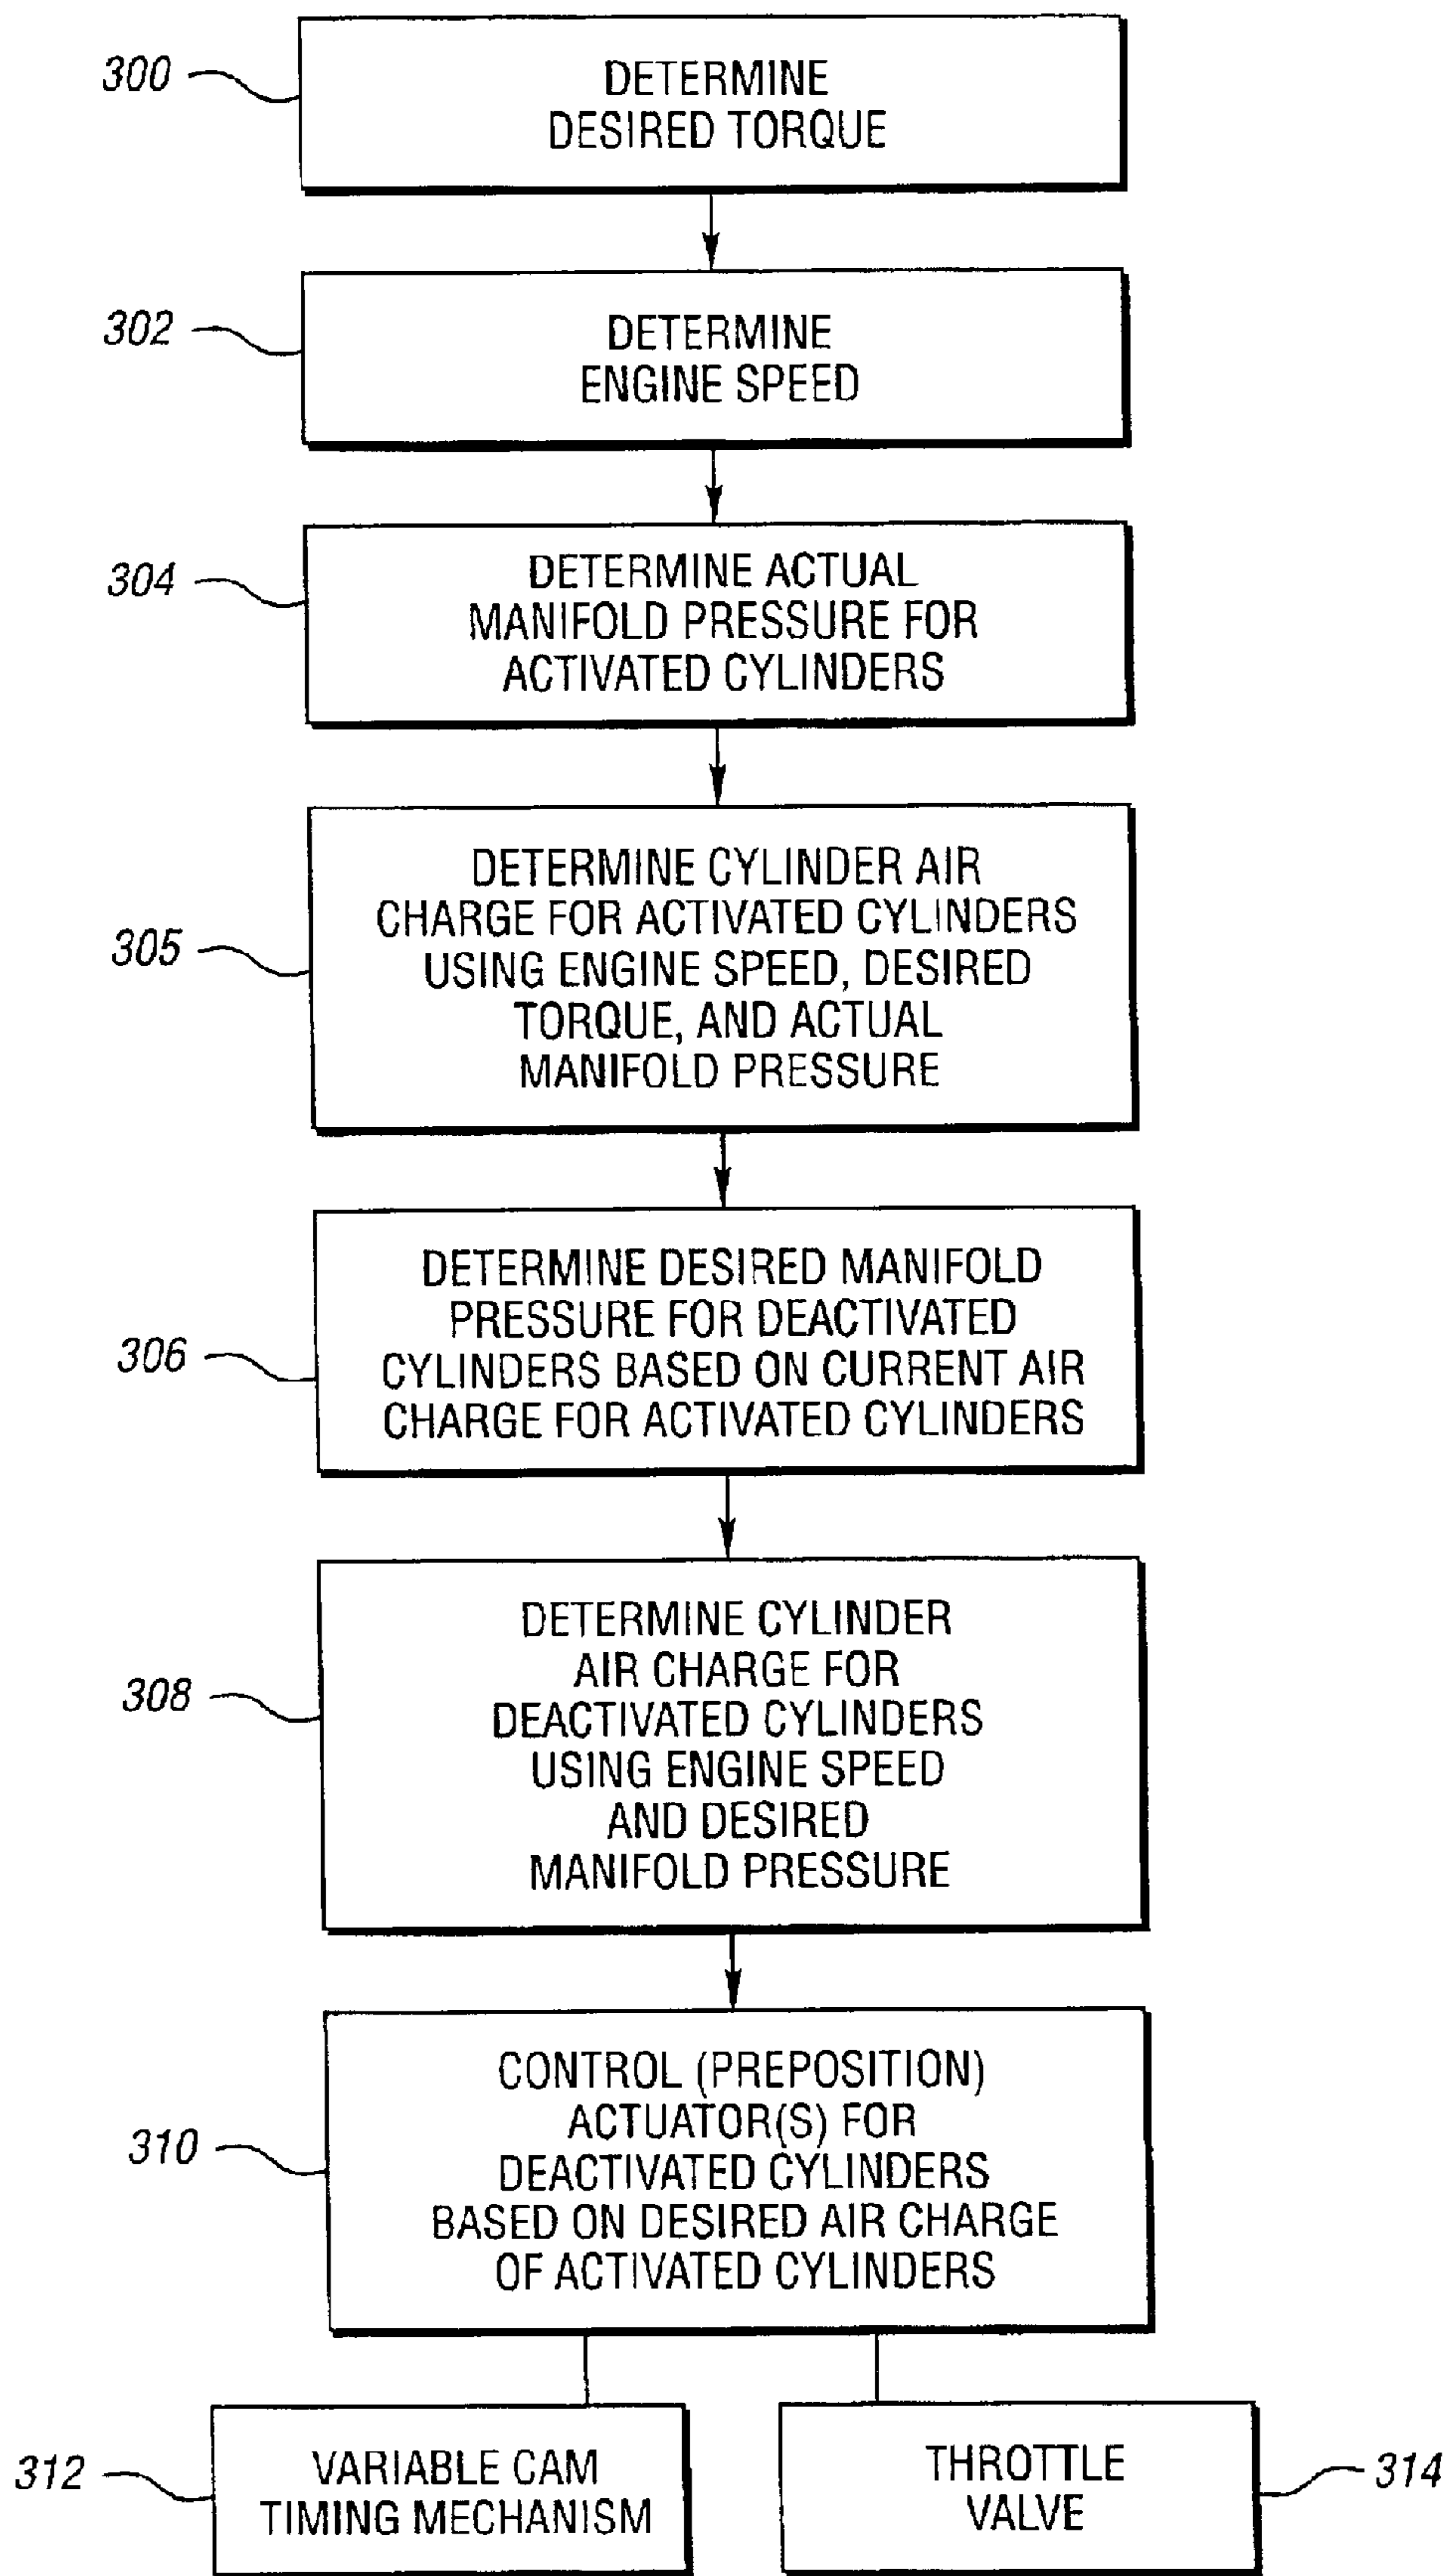 300
DETERMINE
DESIRED TORQUE
302
DETERMINE
ENGINE SPEED
304
DETERMINE ACTUAL
MANIFOLD PRESSURE FOR
ACTIVATED CYLINDERS
305
DETERMINE CYLINDER AIR
CHARGE FOR ACTIVATED CYLINDERS
USING ENGINE SPEED, DESIRED
TORQUE, AND ACTUAL
MANIFOLD PRESSURE
306
DETERMINE DESIRED MANIFOLD
PRESSURE FOR DEACTIVATED
CYLINDERS BASED ON CURRENT AIR
CHARGE FOR ACTIVATED CYLINDERS
308
DETERMINE CYLINDER
AIR CHARGE FOR
DEACTIVATED CYLINDERS
USING ENGINE SPEED
AND DESIRED
MANIFOLD PRESSURE
310
CONTROL (PREPOSITION)
ACTUATOR(S) FOR
DEACTIVATED CYLINDERS
BASED ON DESIRED AIR CHARGE
OF ACTIVATED CYLINDERS
312
VARIABLE CAM
TIMING MECHANISM
THROTTLE
VALVE
314